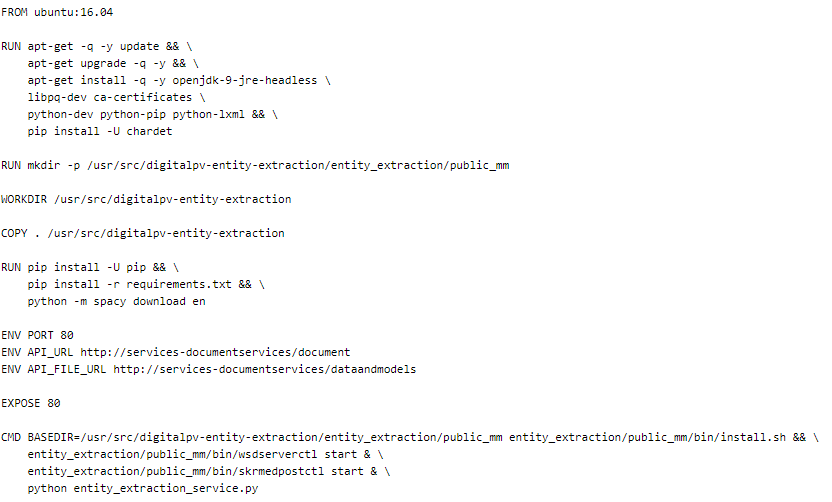 FROM ubuntu:16.04
RUN apt-get -q -y update && \
apt-get upgrade -q -y && \
apt-get install -q -y openjdk-9-jre-headless \
libpq-dev ca-certificates \
python-dev python-pip python-lxml && \
pip install -U chardet
RUN mkdir -p /usr/src/digitalpv-entity-extraction/entity_extraction/public_mm
WORKDIR /usr/src/digitalpv-entity-extraction
COPY . /usr/src/digitalpv-entity-extraction
RUN pip install -U pip && \
pip install -r requirements.txt && \
python -m spacy download en
ENV PORT 80
ENV API_URL http://services-documentservices/document
ENV API_FILE_URL http://services-documentservices/dataandmodels
EXPOSE 80
CMD BASEDIR=/usr/src/digitalpv-entity-extraction/entity_extraction/public_mm entity_extraction/public_mm/bin/install.sh && \
entity_extraction/public_mm/bin/wsdserverctl start & \
entity_extraction/public_mm/bin/skrmedpostctl start & \
python entity_extraction_service.py